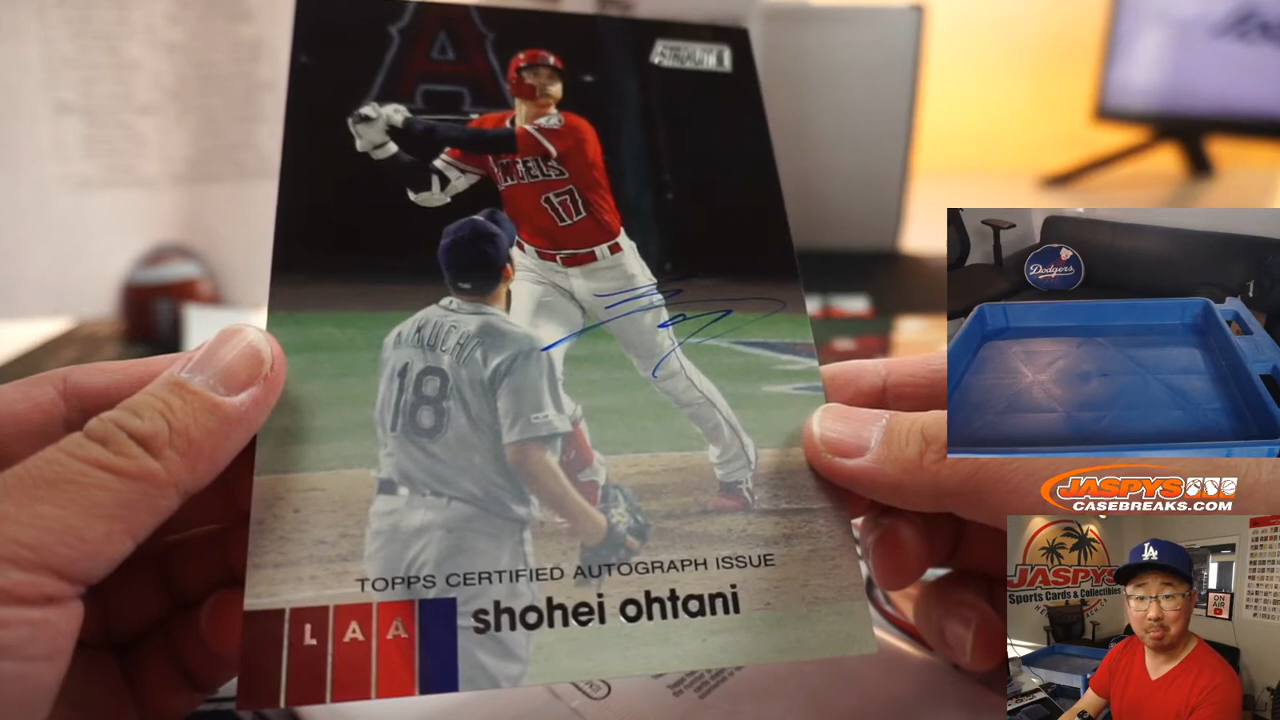 A
STADIUM
ANGELS
17
KIKUCHI
18
TOPPS CERTIFIED AUTOGRAPH ISSUE
shohei ohtani
LAA
Dodgers
JASPYS
CASEBREAKS.COM
JASPYS
Sports Cards & Collectibles
LA
ON
AIR